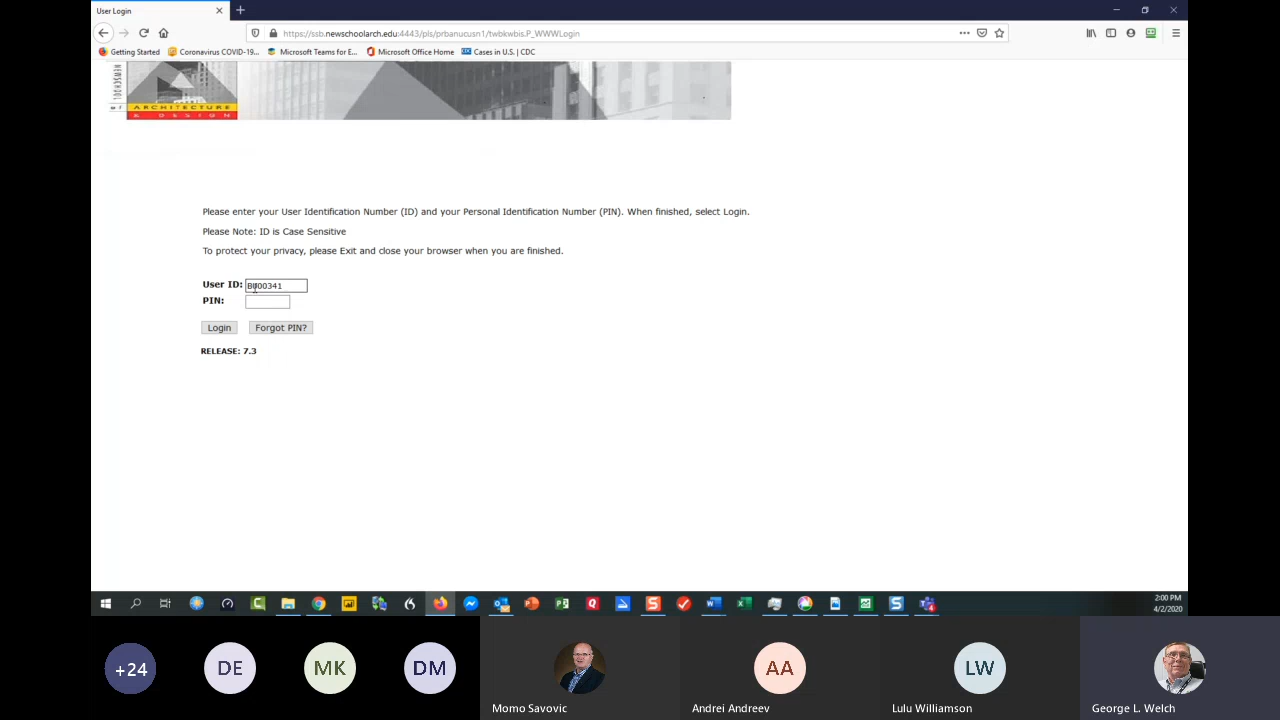 User Login
https://ssb.newschoolarch.edu:4443/pls/prbanucusn1/twbkwbis.P_WWWLogin
Getting Started
Coronavirus COVID-19...
Microsoft Teams for E...
Microsoft Office Home
Cases in U.S. | CDC
NEWSCHOOL
of
ARCHITECTURE
& DESIGN
Please enter your User Identification Number (ID) and your Personal Identification Number (PIN). When finished, select Login.
Please Note: ID is Case Sensitive
To protect your privacy, please Exit and close your browser when you are finished.
User ID:
PIN:
Login
Forgot PIN?
RELEASE: 7.3
2:00 PM
4/2/2020
+24
DE
MK
DM
AA
LW
Momo Savovic
Andrei Andreev
Lulu Williamson
George L. Welch